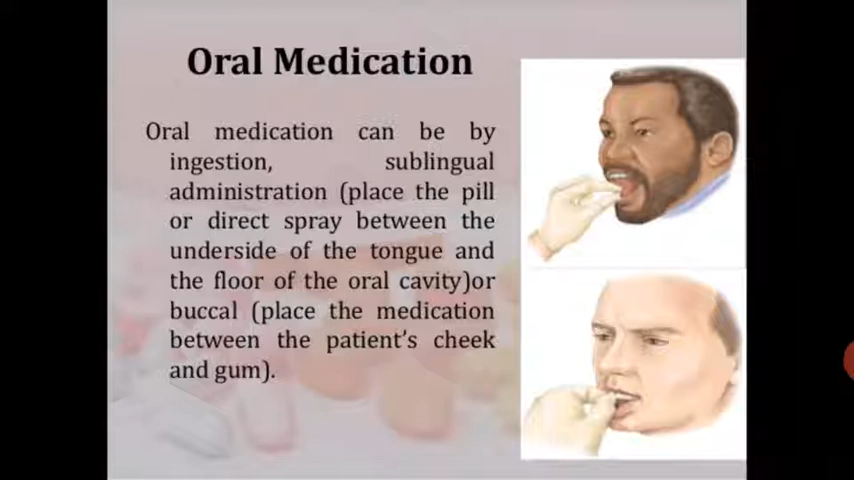 Oral Medication
Oral medication can be by
ingestion, sublingual
administration (place the pill
or direct spray between the
underside of the tongue and
the floor of the oral cavity)or
buccal (place the medication
between the patient's cheek
and gum).